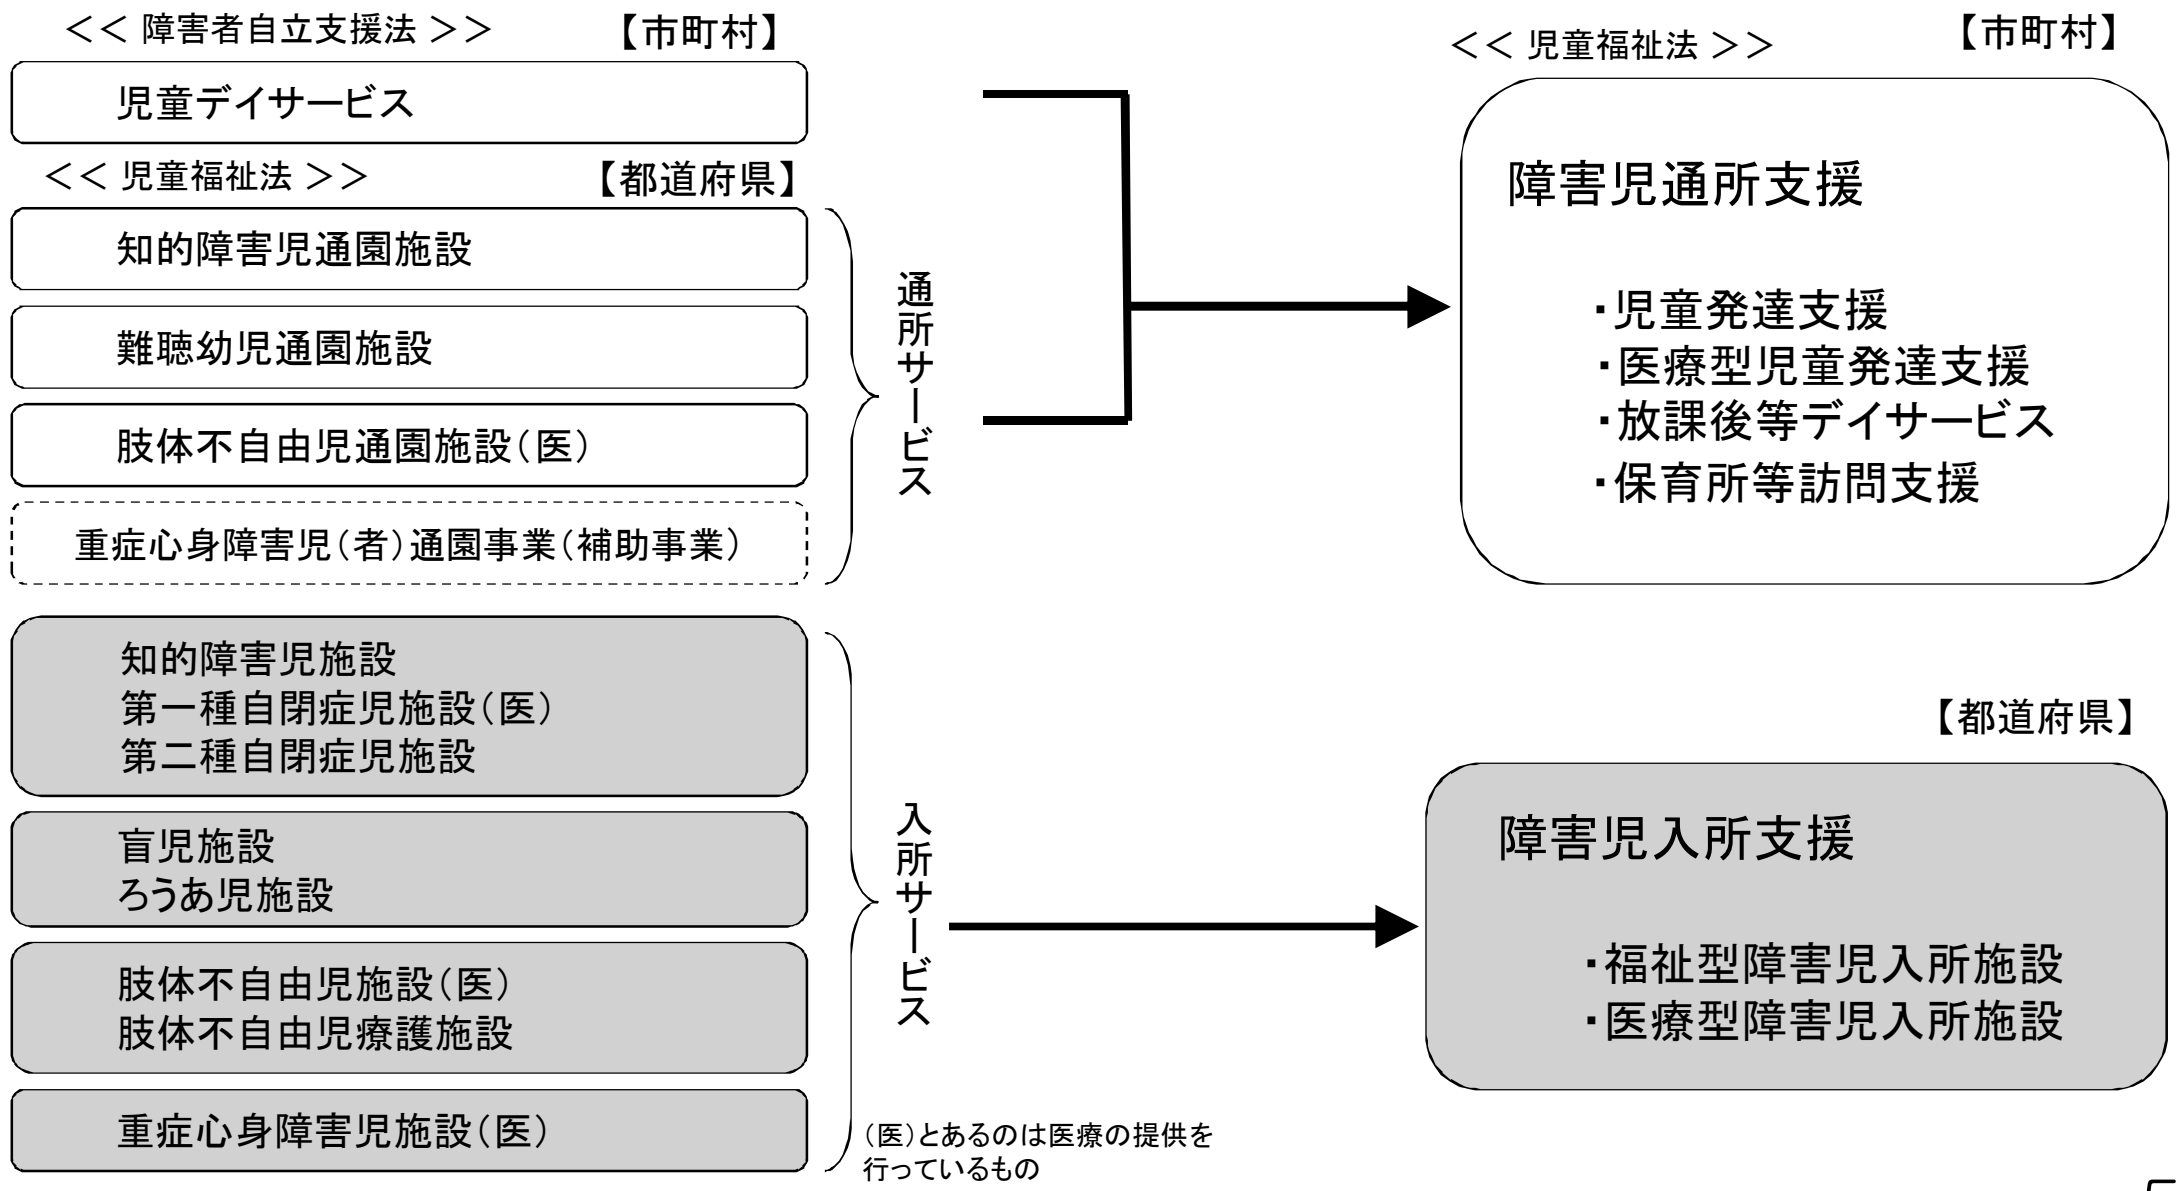 << 障害者自立支援法 >>
【市町村】
児童デイサービス
<< 児童福祉法 >>
【都道府県】
知的障害児通園施設
難聴幼児通園施設
肢体不自由児通園施設(医)
重症心身障害児(者)通園事業(補助事業)
通所サービス
知的障害児施設
第一種自閉症児施設(医)
第二種自閉症児施設
盲児施設
ろうあ児施設
肢体不自由児施設(医)
肢体不自由児療護施設
重症心身障害児施設(医)
入所サービス
(医)とあるのは医療の提供を
行っているもの
<< 児童福祉法 >>
【市町村】
障害児通所支援
・児童発達支援
・医療型児童発達支援
・放課後等デイサービス
・保育所等訪問支援
【都道府県】
障害児入所支援
・福祉型障害児入所施設
・医療型障害児入所施設